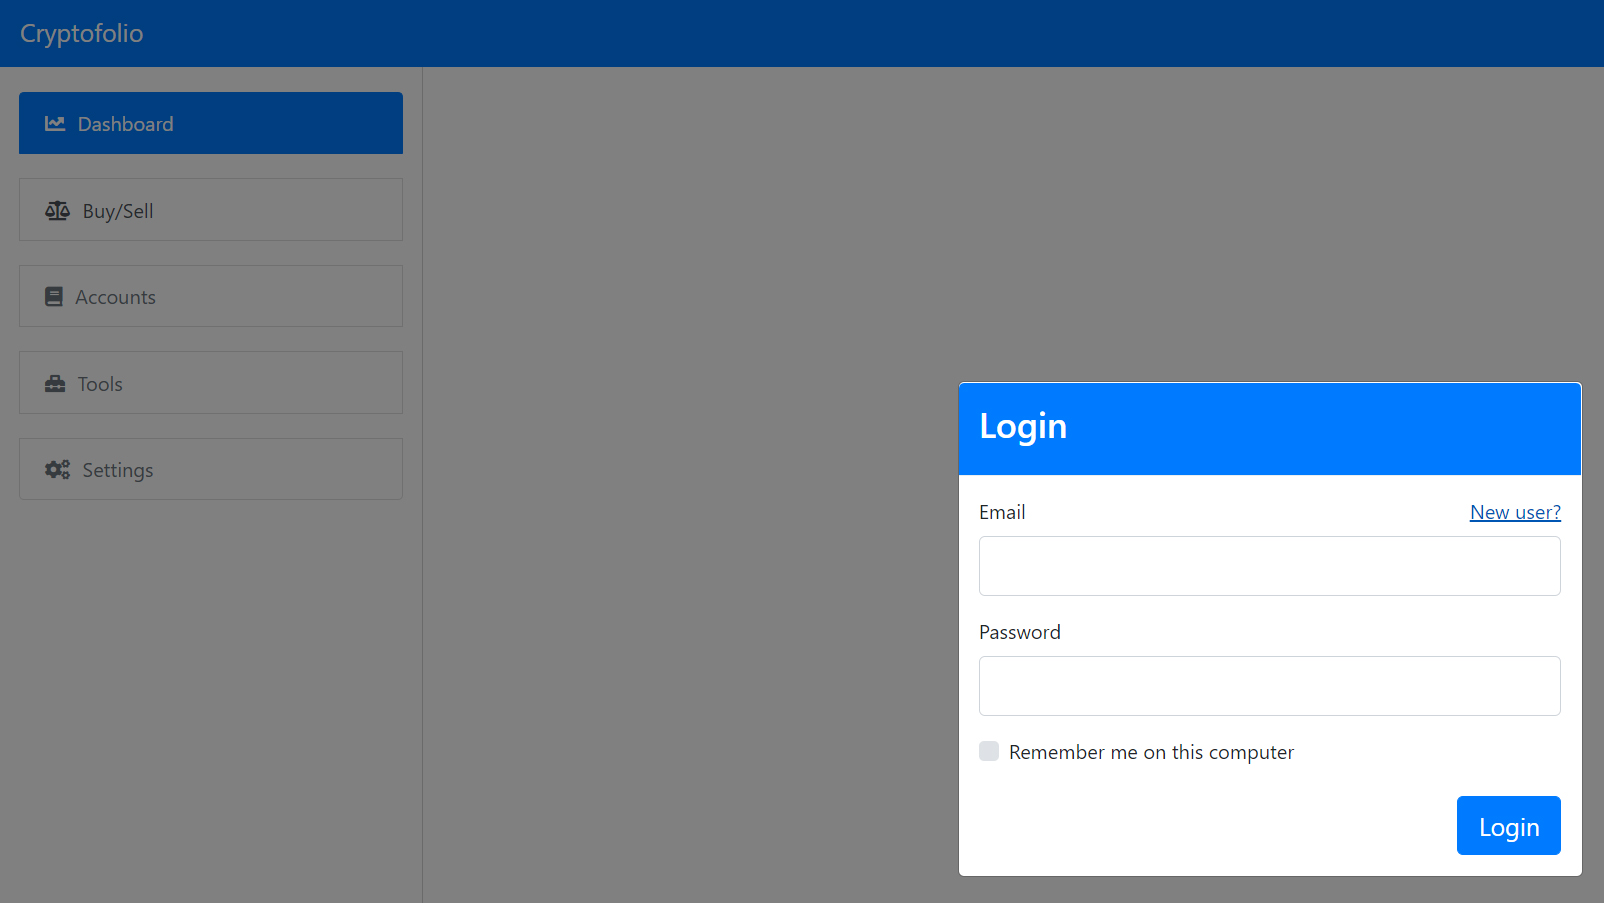 Cryptofolio
Dashboard
Buy/Sell
Accounts
Tools
Settings
Login
Email
New user?
Password
Remember me on this computer
Login